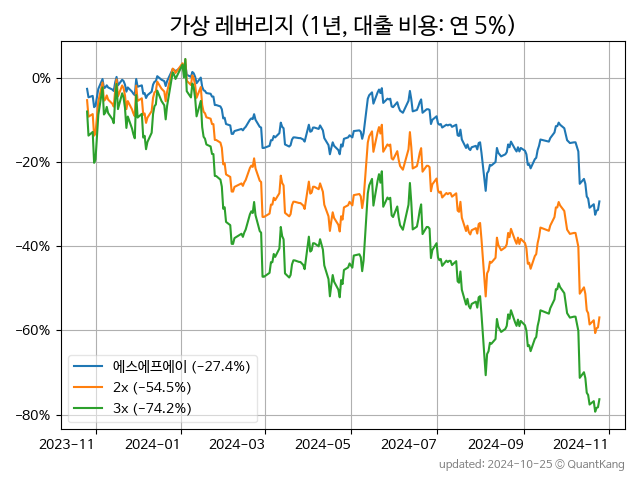 가상 레버리지 (1년, 대출 비용: 연 5%)
0%
−20%
−40%
−60%
−80%
에스에프에이 (−27.4%)
2x (−54.5%)
3x (−74.2%)
2023-11 2024-01 2024-03 2024-05 2024-07 2024-09 2024-11
updated: 2024-10-25 © QuantKang